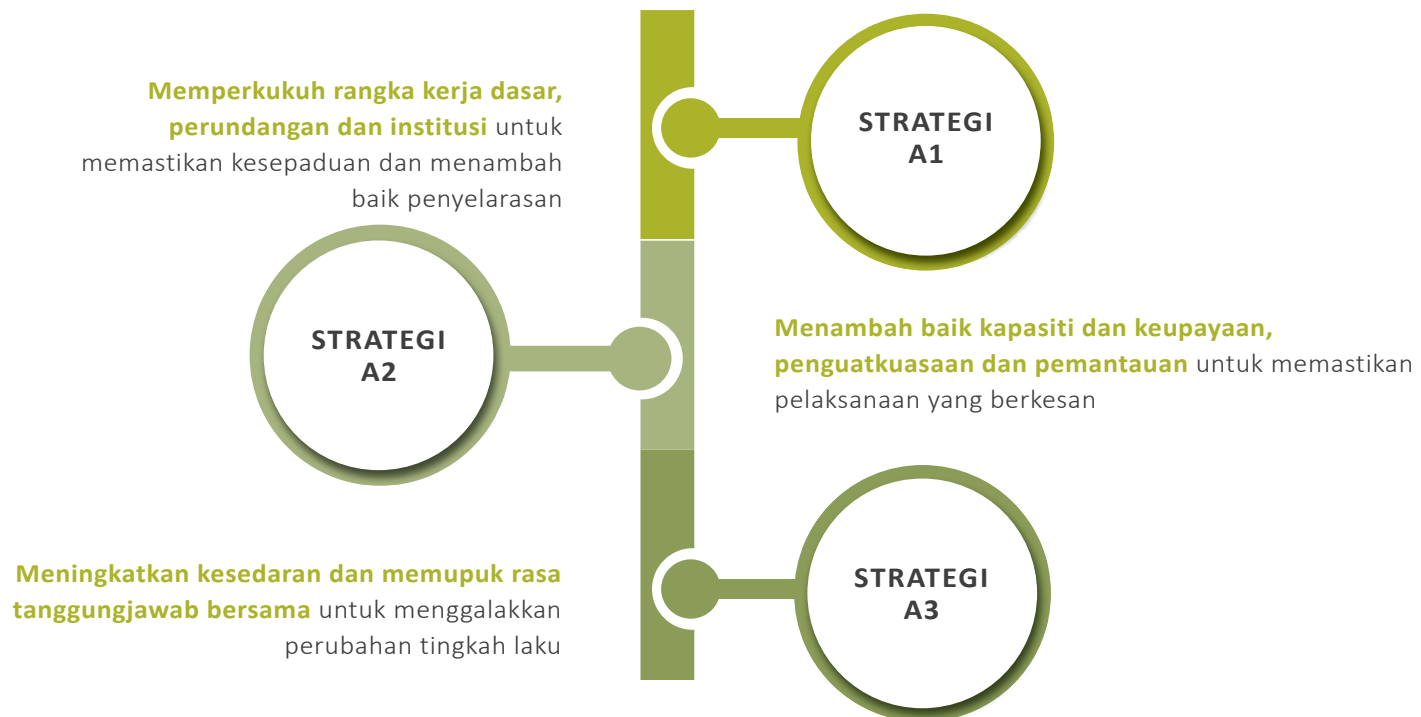 STRATEGI
A1
Memperkukuh rangka kerja dasar,
perundangan dan institusi untuk
memastikan kesepaduan dan menambah
baik penyelarasan
STRATEGI
A2
Menambah baik kapasiti dan keupayaan,
penguatkuasaan dan pemantauan untuk memastikan
pelaksanaan yang berkesan
STRATEGI
A3
Meningkatkan kesedaran dan memupuk rasa
tanggungjawab bersama untuk menggalakkan
perubahan tingkah laku